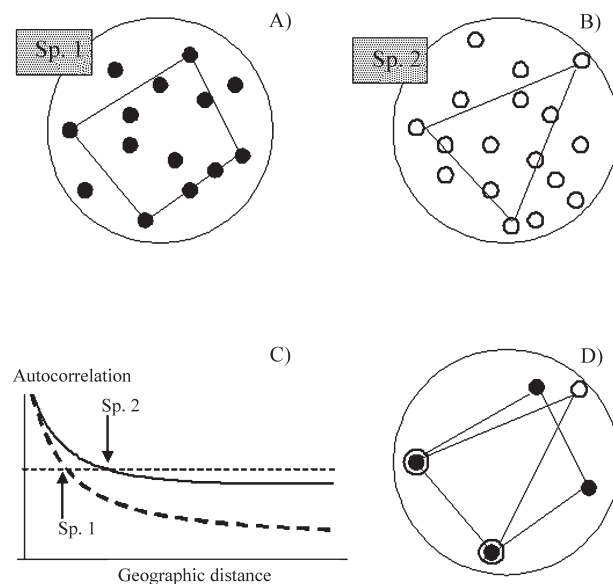 A)
Sp. 1
B)
Sp. 2
C)
Autocorrelation
Sp. 2
Sp. 1
Geographic distance
D)